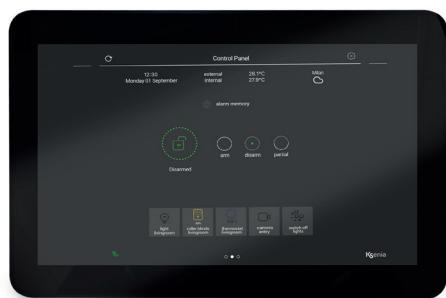 Control Panel
12:30 external 28.1°C Milan
Monday 01 September internal 27.9°C
alarm memory
arm disarm partial
Disarmed
light livingroom
roller blinds livingroom
thermostat livingroom
camera entry
switch off lights
Ksenia